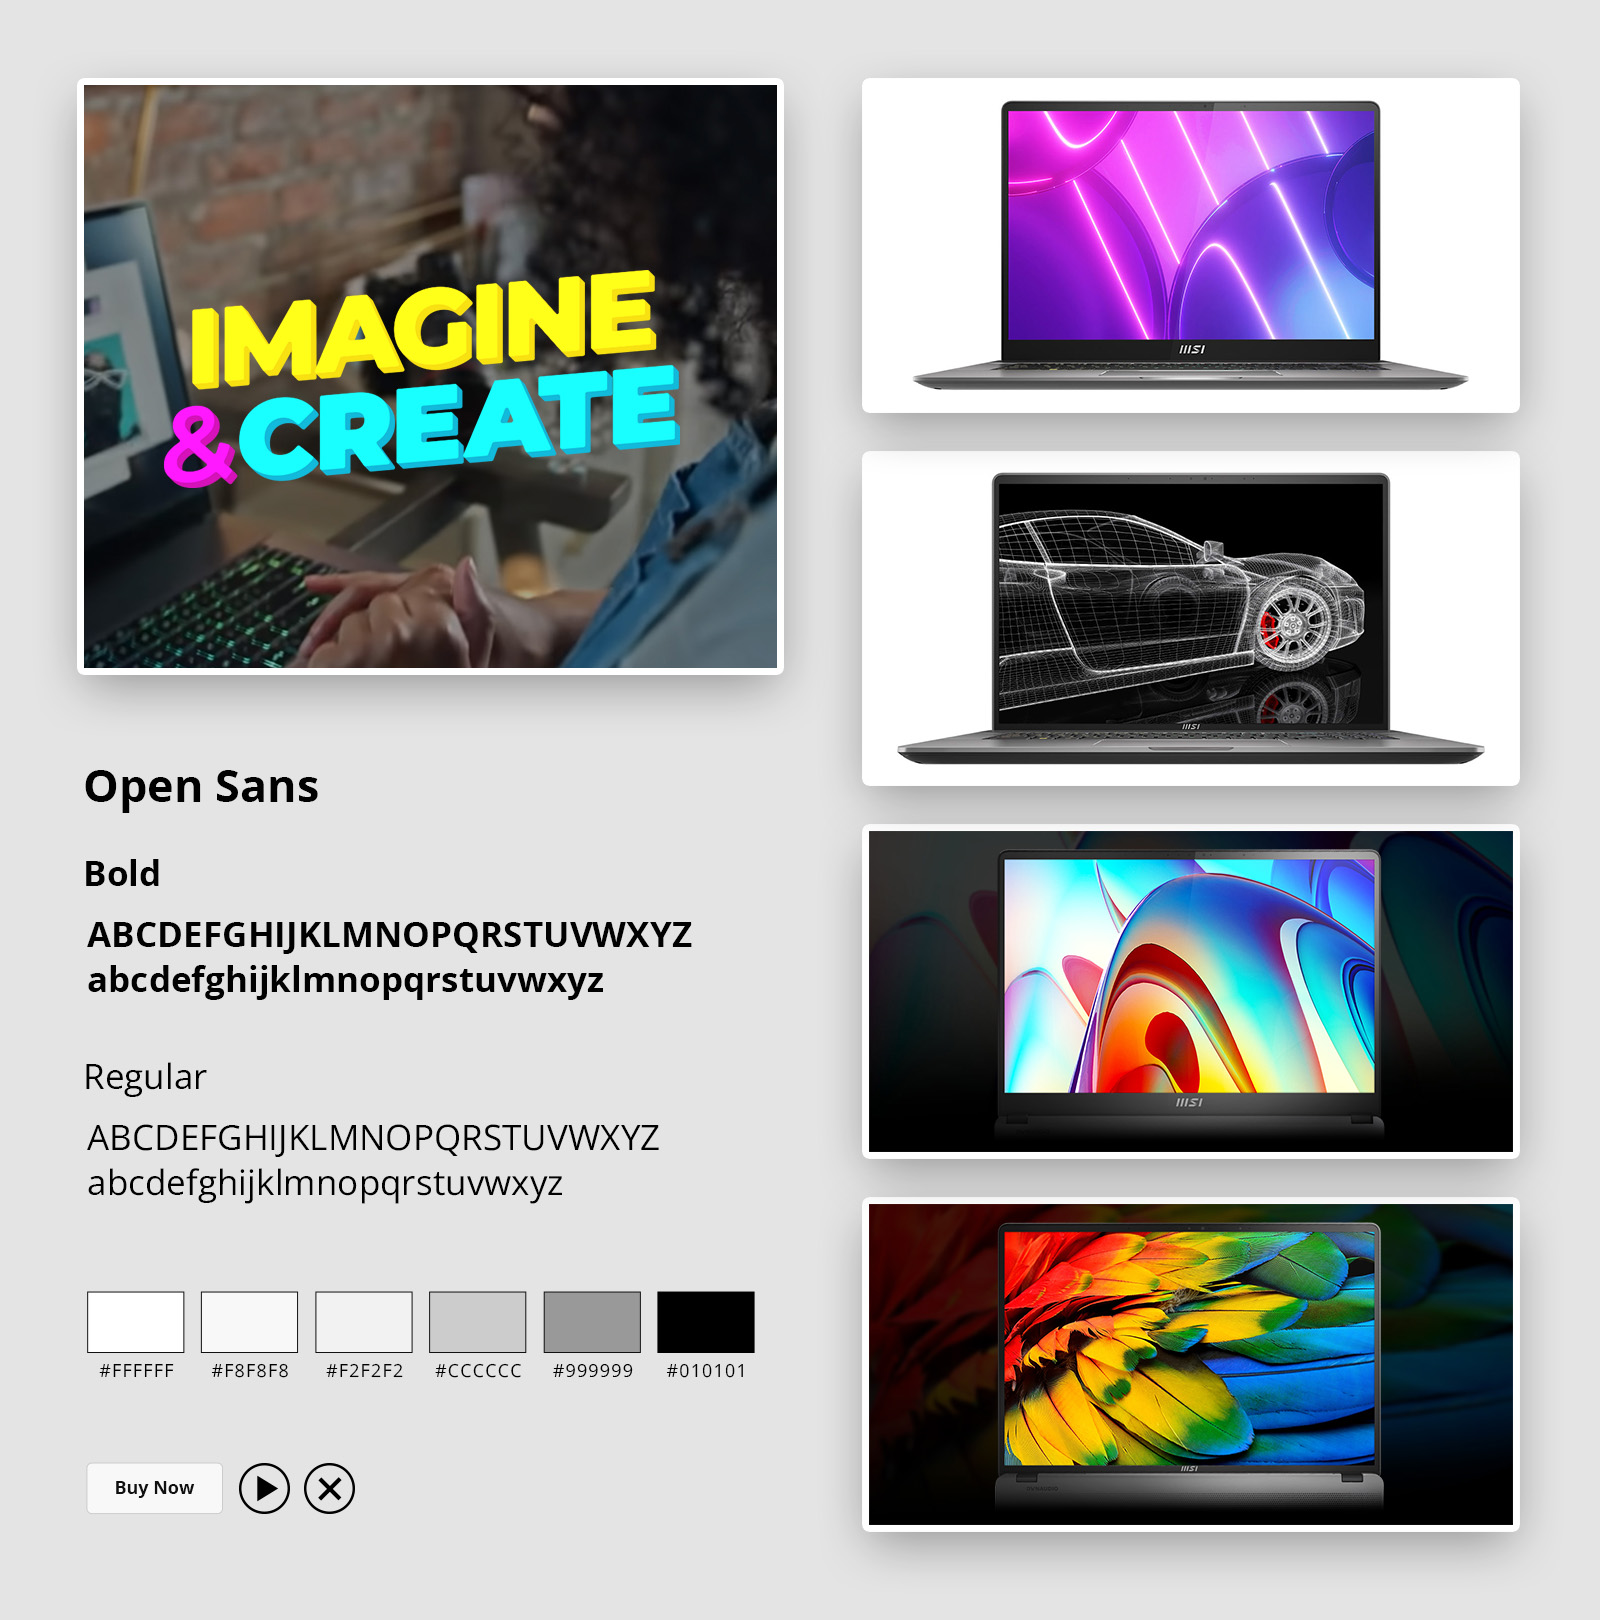 IMAGINE
&CREATE
Open Sans
Bold
ABCDEFGHIJKLMNOPQRSTUVWXYZ
abcdefghijklmnopqrstuvwxyz
Regular
ABCDEFGHIJKLMNOPQRSTUVWXYZ
abcdefghijklmnopqrstuvwxyz
#FFFFFF #F8F8F8 #F2F2F2 #CCCCCC #999999 #010101
Buy Now
msi
msi
msi
msi